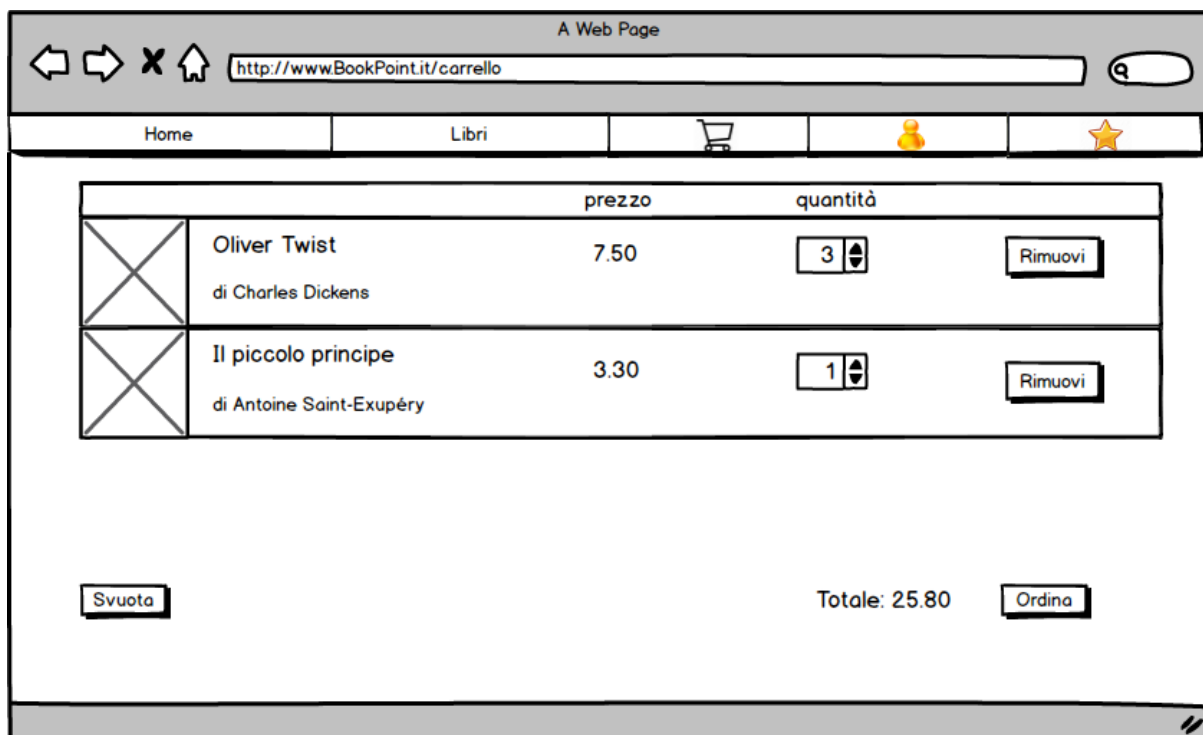 A Web Page
http://www.BookPoint.it/carrello
Home Libri
prezzo quantità
Oliver Twist 7.50 3 Rimuovi
di Charles Dickens
Il piccolo principe 3.30 1 Rimuovi
di Antoine Saint-Exupéry
Svuota Totale: 25.80 Ordina